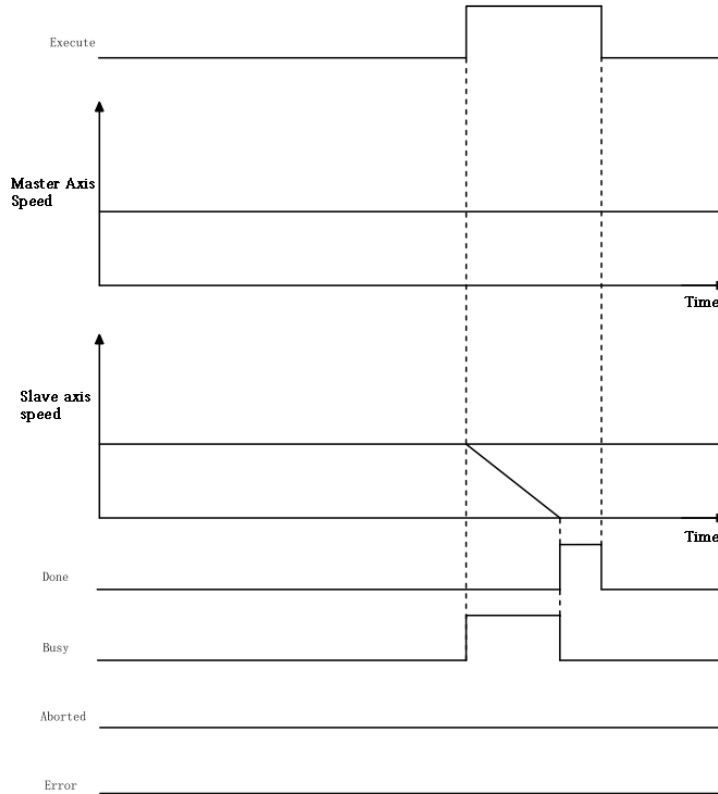 Execute
Master Axis
Speed
Time
Slave axis
speed
Time
Done
Busy
Aborted
Error